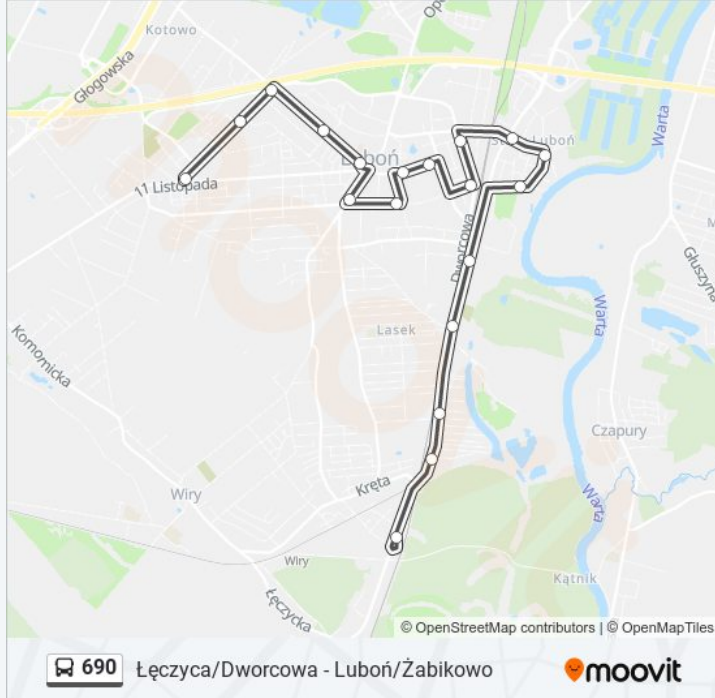 Kotowo
Głogowska
11 Listopada
Luboń
Dworcowa
Warta
Głuszyna
Lasek
Warta
Komornicka
Czapury
Kręta
Wiry
Warta
Wiry
Kątnik
Łęczycka
© OpenStreetMap contributors | © OpenMapTiles
690 Łęczyca/Dworcowa - Luboń/Żabikowo moovit